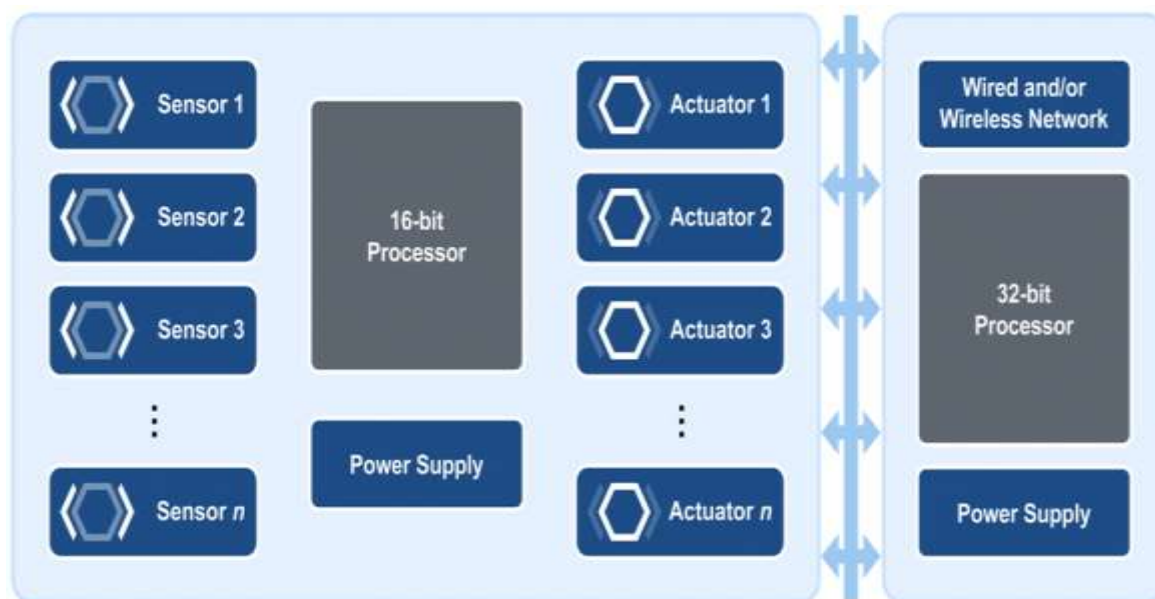 Sensor 1
Sensor 2
Sensor 3
⋮
Sensor n
16-bit
Processor
Power Supply
Actuator 1
Actuator 2
Actuator 3
⋮
Actuator n
Wired and/or
Wireless Network
32-bit
Processor
Power Supply